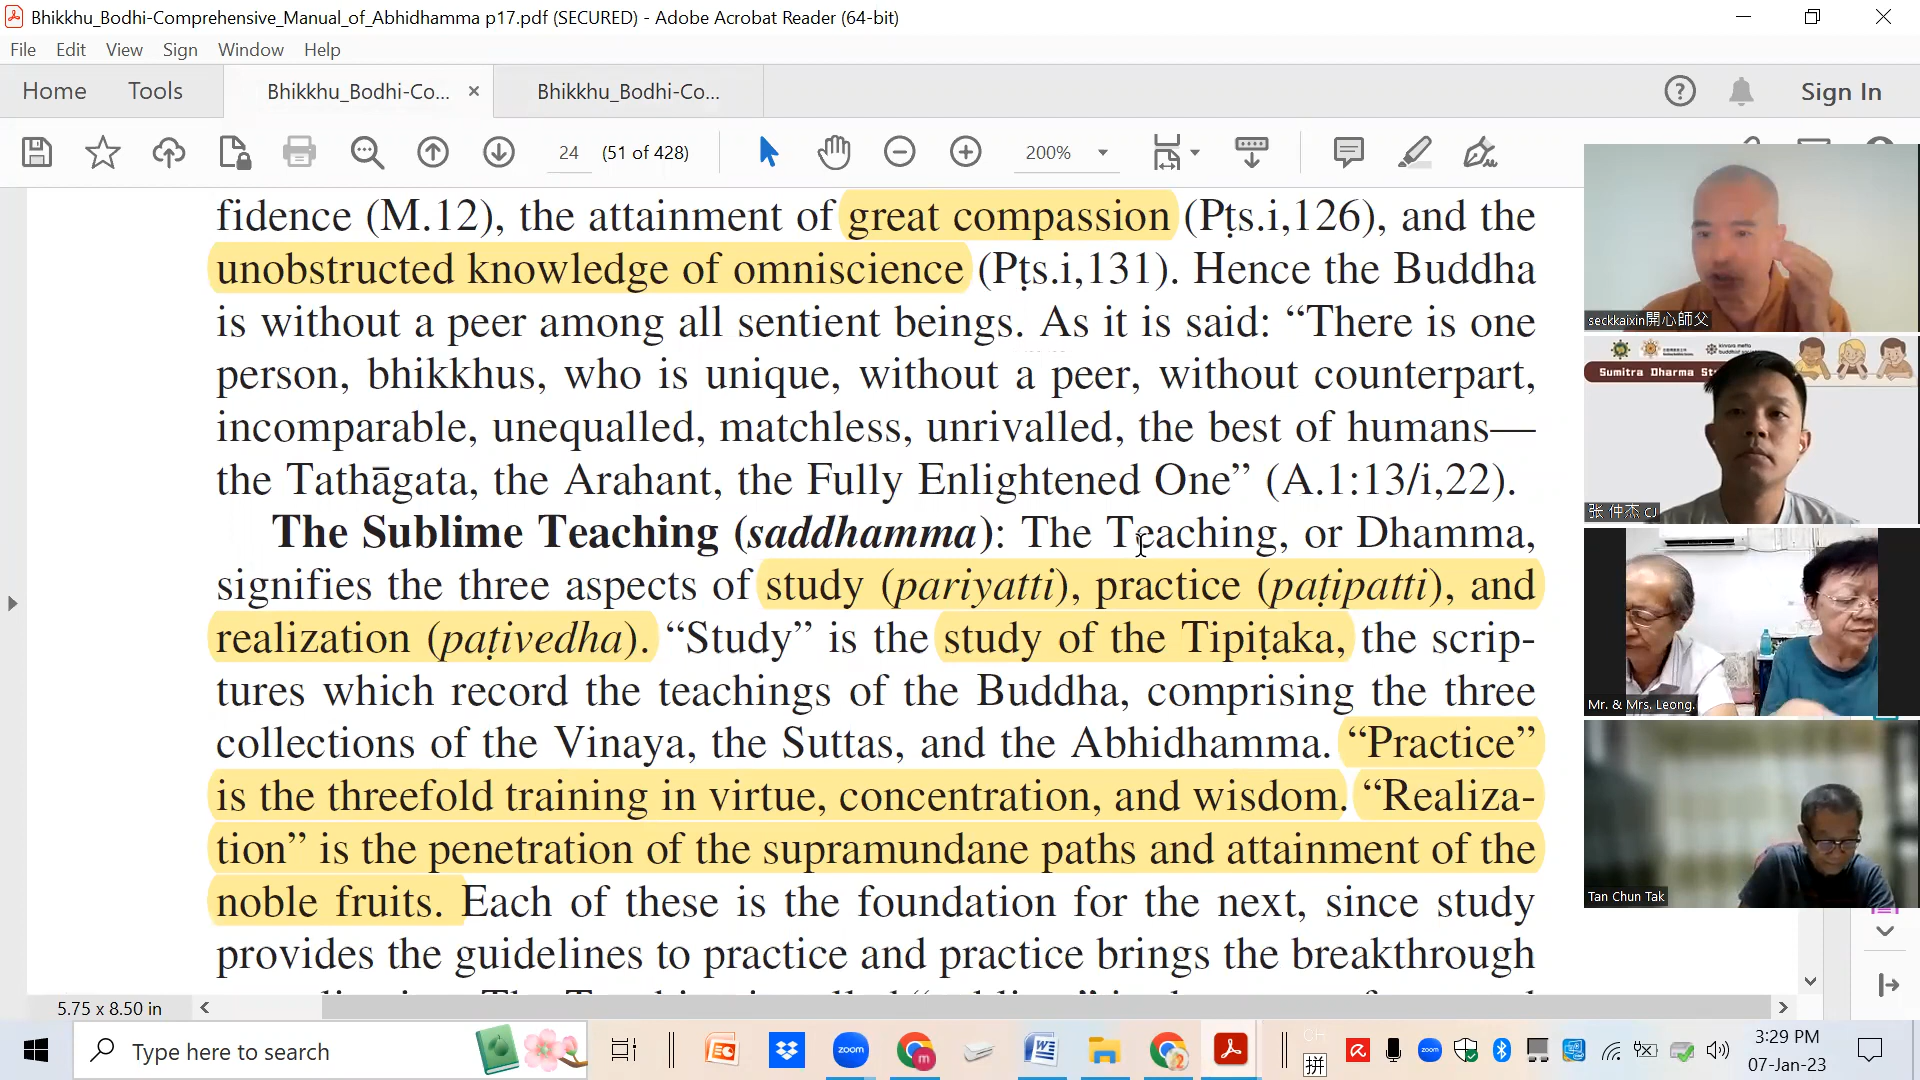 Bhikkhu_Bodhi-Comprehensive_Manual_of_Abhidhamma p17.pdf (SECURED) - Adobe Acrobat Reader (64-bit)
File Edit View Sign Window Help
Home Tools Bhikkhu_Bodhi-Co... × Bhikkhu_Bodhi-Co... Sign In
24 (51 of 428) 200%
fidence (M.12), the attainment of great compassion (Pṭs.i,126), and the
unobstructed knowledge of omniscience (Pṭs.i,131). Hence the Buddha
is without a peer among all sentient beings. As it is said: “There is one
person, bhikkhus, who is unique, without a peer, without counterpart,
incomparable, unequalled, matchless, unrivalled, the best of humans—
the Tathāgata, the Arahant, the Fully Enlightened One” (A.1:13/i,22).
The Sublime Teaching (saddhamma): The Teaching, or Dhamma,
signifies the three aspects of study (pariyatti), practice (paṭipatti), and
realization (paṭivedha). “Study” is the study of the Tipiṭaka, the scrip-
tures which record the teachings of the Buddha, comprising the three
collections of the Vinaya, the Suttas, and the Abhidhamma. “Practice”
is the threefold training in virtue, concentration, and wisdom. “Realiza-
tion” is the penetration of the supramundane paths and attainment of the
noble fruits. Each of these is the foundation for the next, since study
provides the guidelines to practice and practice brings the breakthrough
seckkaixin開心師父
Sumitra Dharma St
张 仲杰 CJ
Mr. & Mrs. Leong.
Tan Chun Tak
5.75 x 8.50 in
Type here to search
zoom
拼
zoom
3:29 PM
07-Jan-23